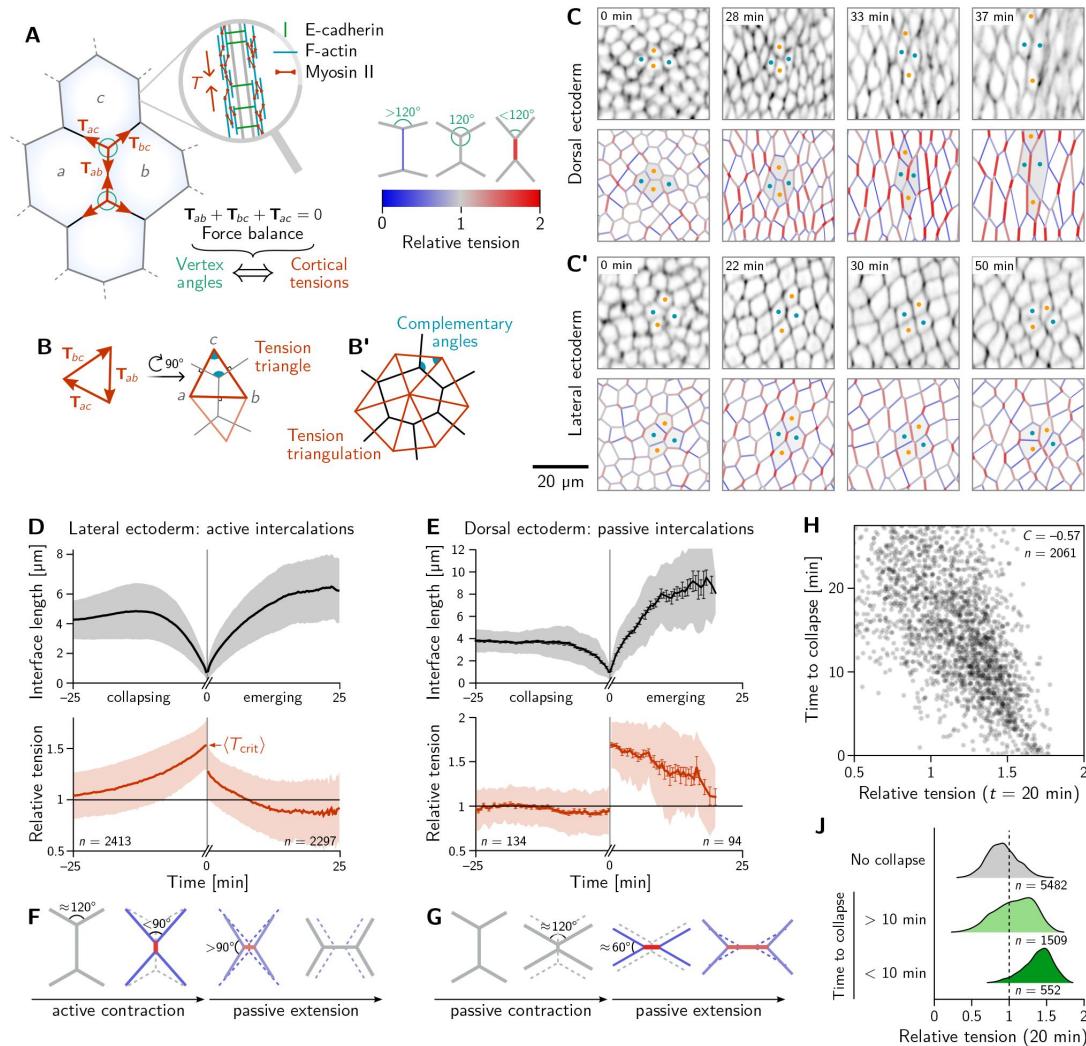 A
E-cadherin
F-actin
Myosin II
T
c
T_ac
T_bc
T_ab
a
b
>120°
120°
<120°
0
1
2
Relative tension
T_ab + T_bc + T_ac = 0
Force balance
Vertex
angles
Cortical
tensions
B
T_bc
T_ab
T_ac
90°
c
a
b
Tension
triangle
B'
Complementary
angles
Tension
triangulation
C
Dorsal ectoderm
0 min
28 min
33 min
37 min
C'
Lateral ectoderm
0 min
22 min
30 min
50 min
20 µm
D
Lateral ectoderm: active intercalations
Interface length [µm]
8
6
4
2
0
−25
0
25
collapsing
emerging
Relative tension
1.5
1
0.5
⟨T_crit⟩
n = 2413
n = 2297
−25
0
25
Time [min]
E
Dorsal ectoderm: passive intercalations
Interface length [µm]
12
10
8
6
4
2
0
−25
0
25
collapsing
emerging
Relative tension
2
1.5
1
0.5
n = 134
n = 94
−25
0
25
Time [min]
F
≈120°
<90°
>90°
active contraction
passive extension
G
≈120°
≈60°
passive contraction
passive extension
H
C = −0.57
n = 2061
Time to collapse [min]
20
10
0
0.5
1
1.5
2
Relative tension (t = 20 min)
J
No collapse
n = 5482
Time to collapse
> 10 min
n = 1509
< 10 min
n = 552
0
0.5
1
1.5
2
Relative tension (20 min)